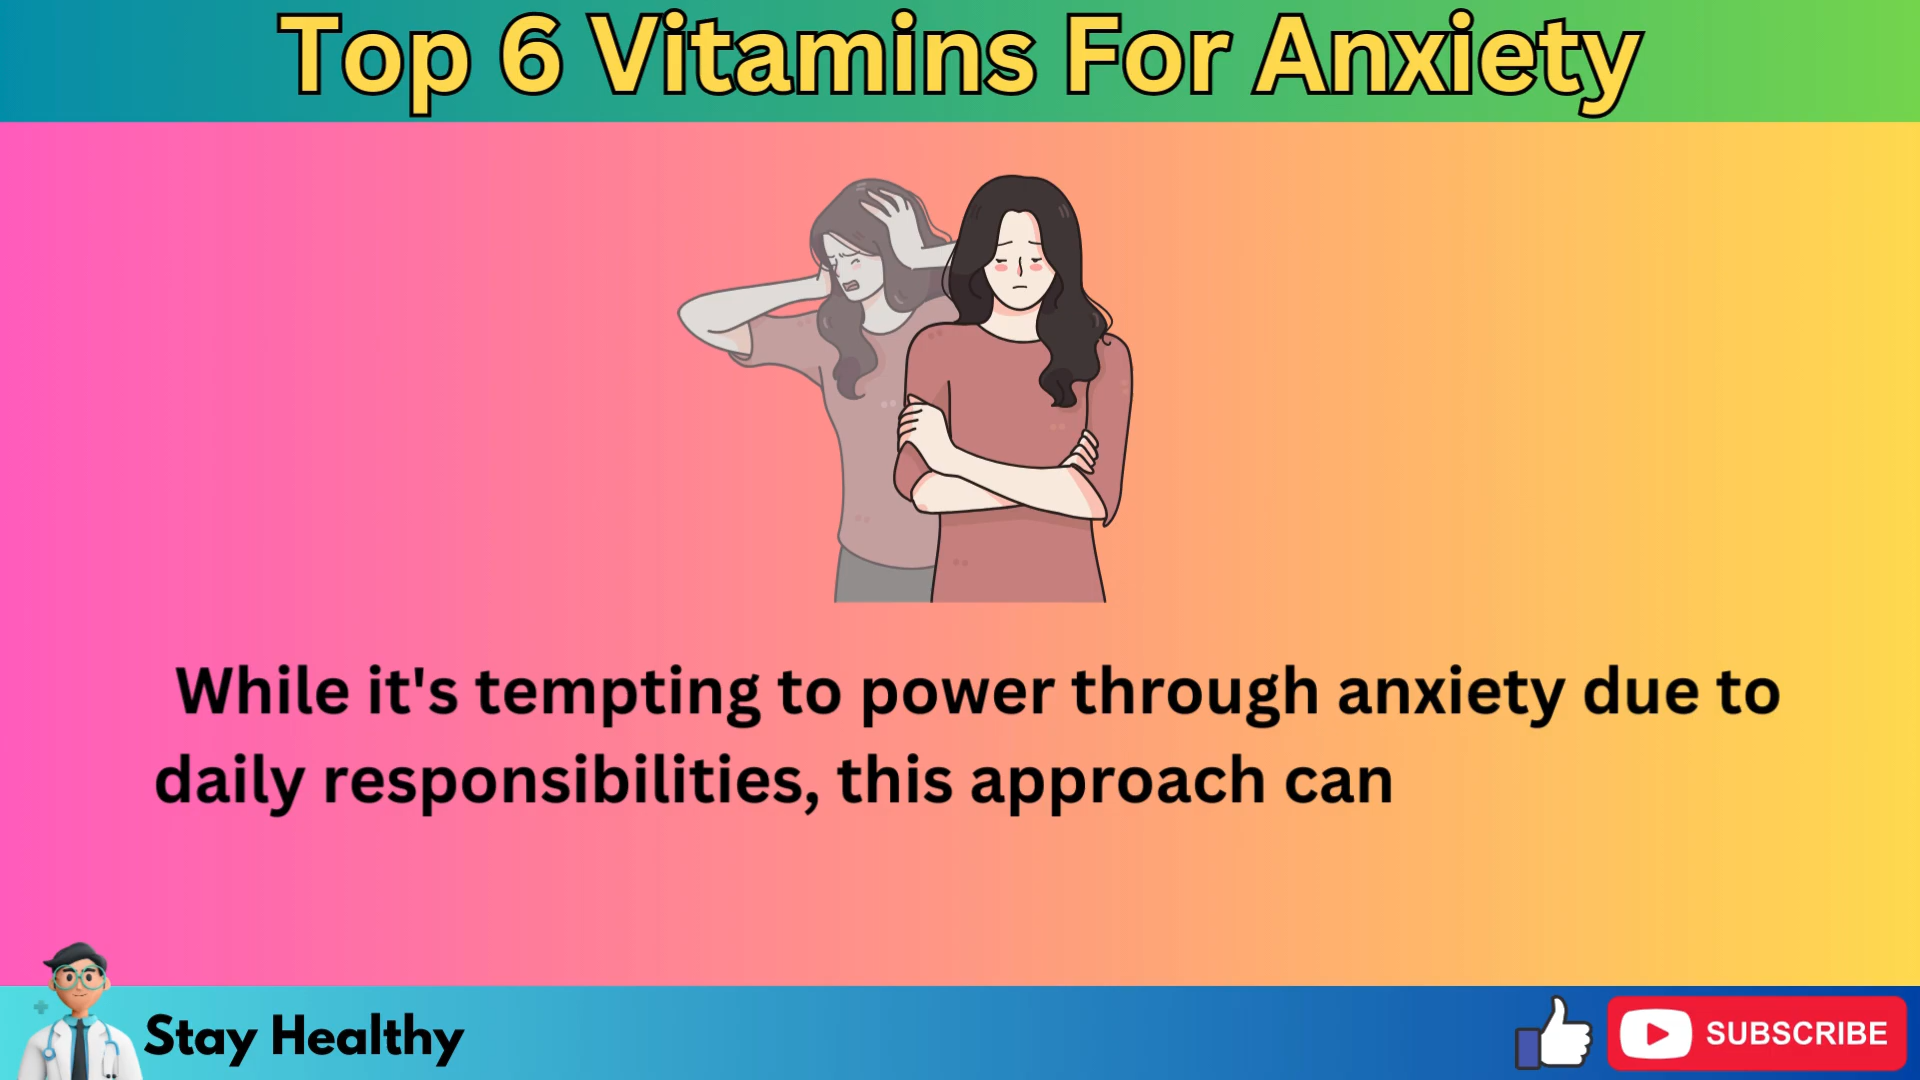 Top 6 Vitamins For Anxiety
While it's tempting to power through anxiety due to
daily responsibilities, this approach can
Stay Healthy
SUBSCRIBE